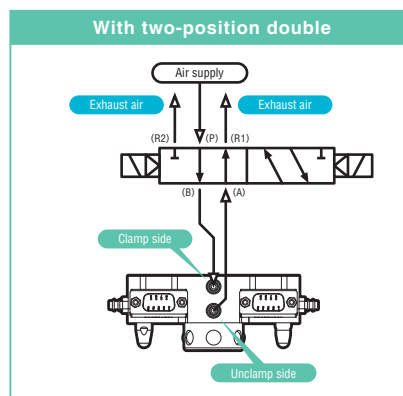 With two-position double
Air supply
Exhaust air
Exhaust air
(R2)
(P)
(R1)
(B)
(A)
Clamp side
Unclamp side